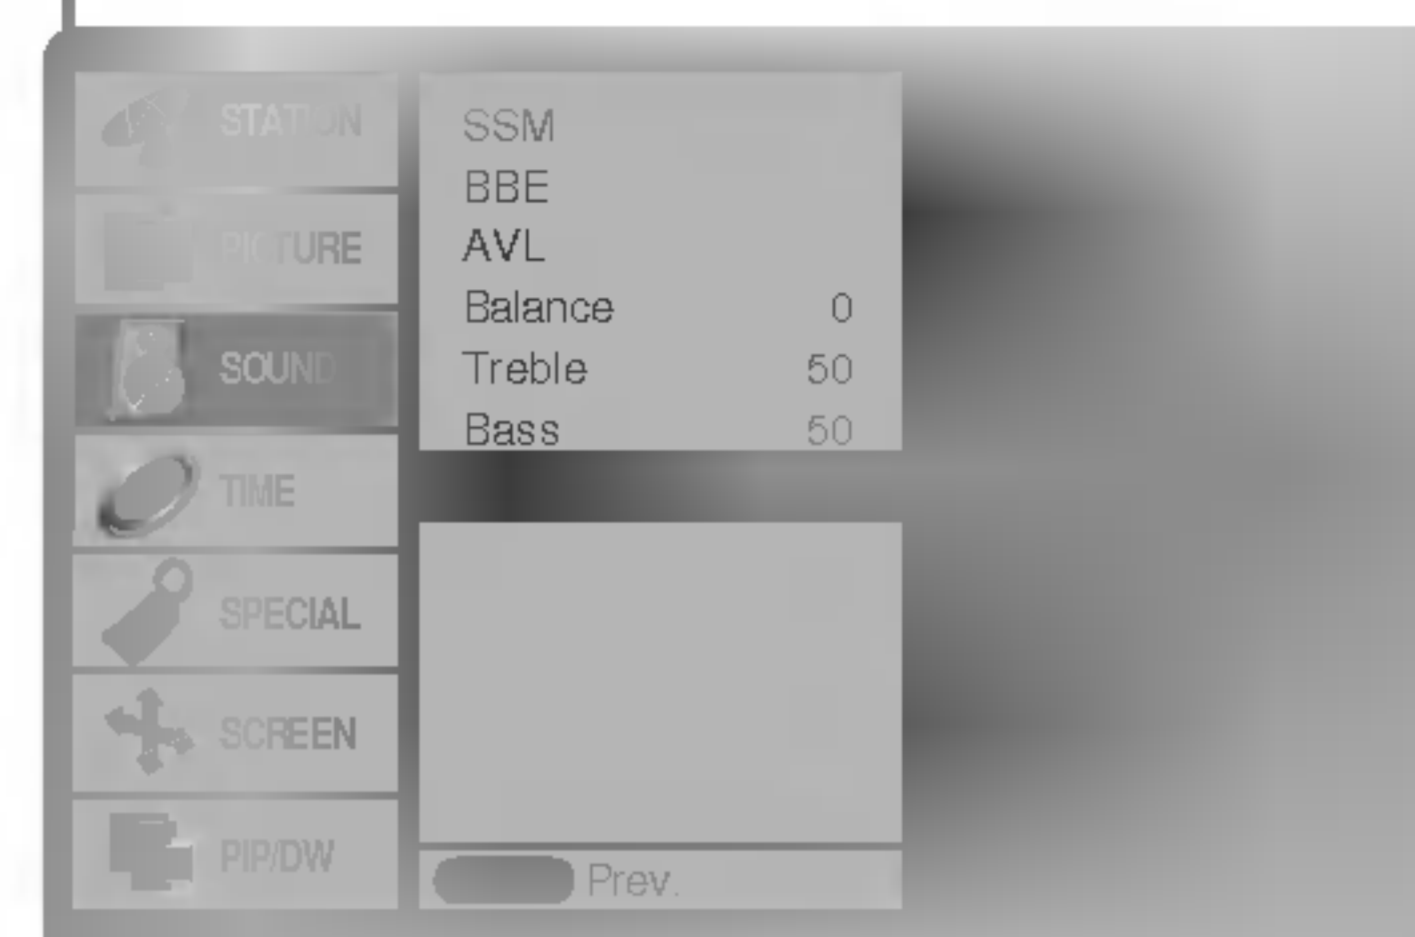 STATION
PICTURE
SOUND
TIME
SPECIAL
SCREEN
PIP/DW
SSM
BBE
AVL
Balance 0
Treble 50
Bass 50
Prev.